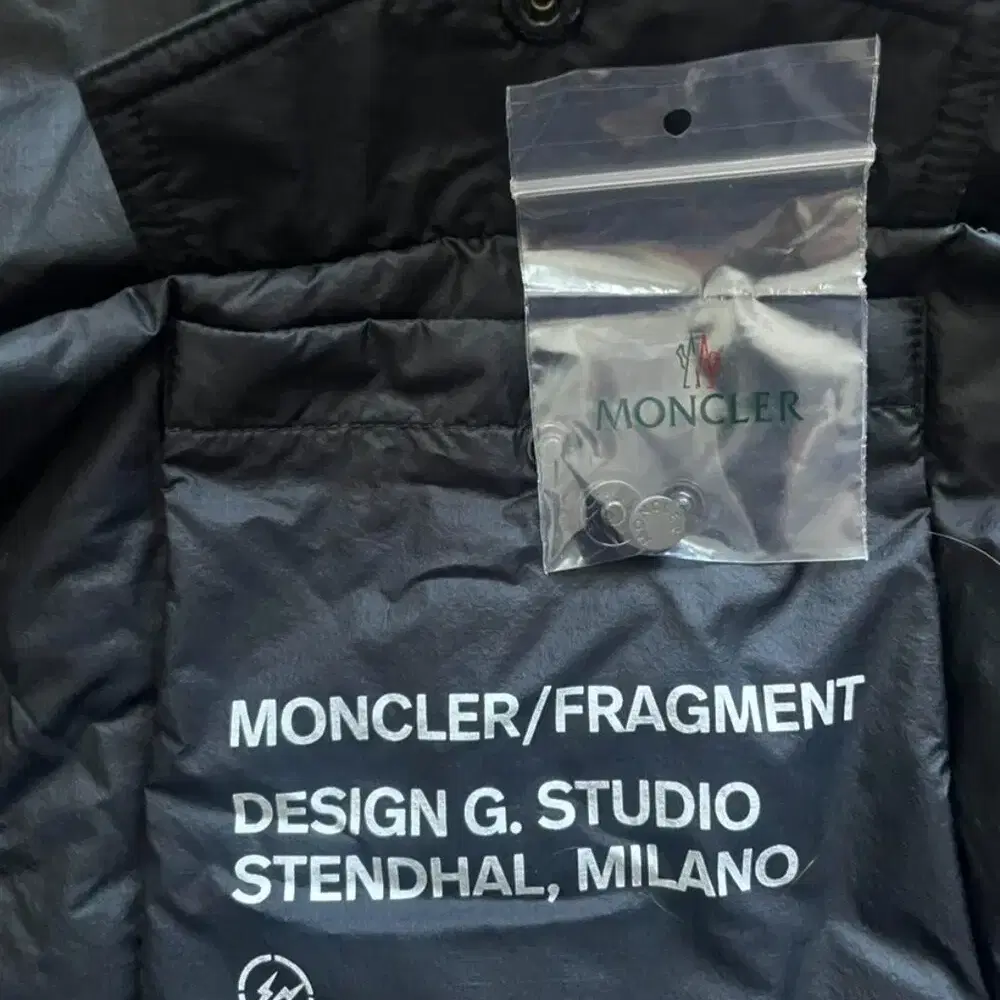 MONCLER
MONCLER/FRAGMENT
DESIGN G. STUDIO
STENDHAL, MILANO